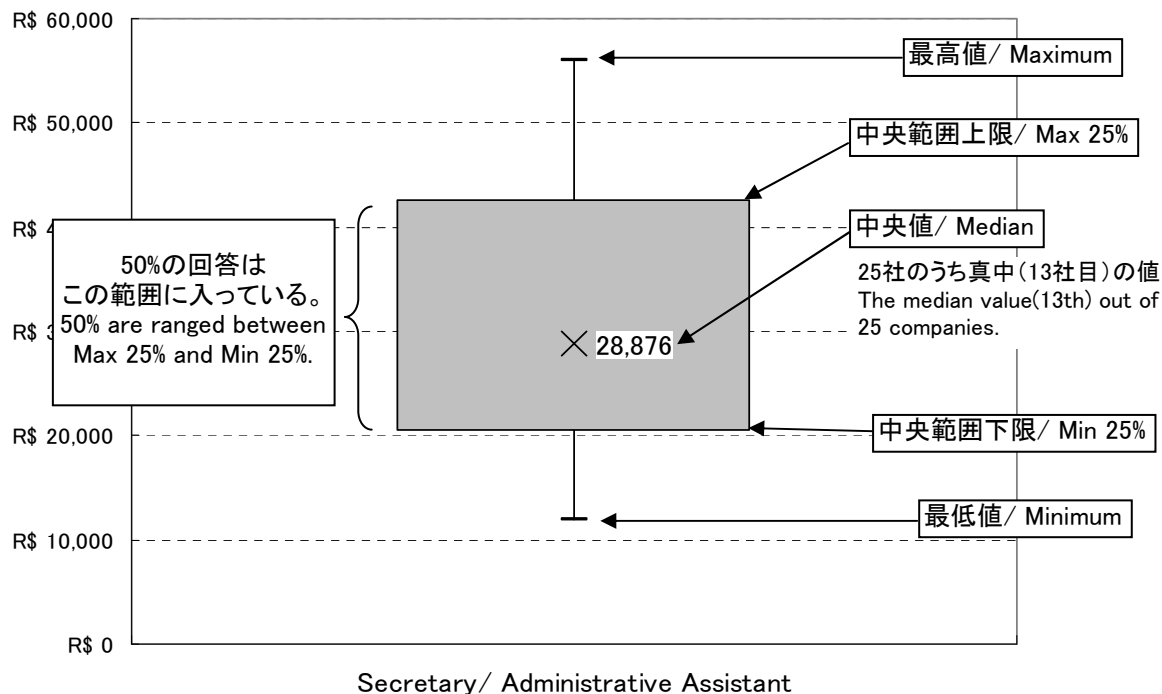 R$ 60,000
最高値/ Maximum
R$ 50,000
中央範囲上限/ Max 25%
R$ 4
中央値/ Median
25社のうち真中(13社目)の値
The median value(13th) out of
25 companies.
50%の回答は
この範囲に入っている。
50% are ranged between
Max 25% and Min 25%.
R$ 3
28,876
R$ 20,000
中央範囲下限/ Min 25%
最低値/ Minimum
R$ 10,000
R$ 0
Secretary/ Administrative Assistant